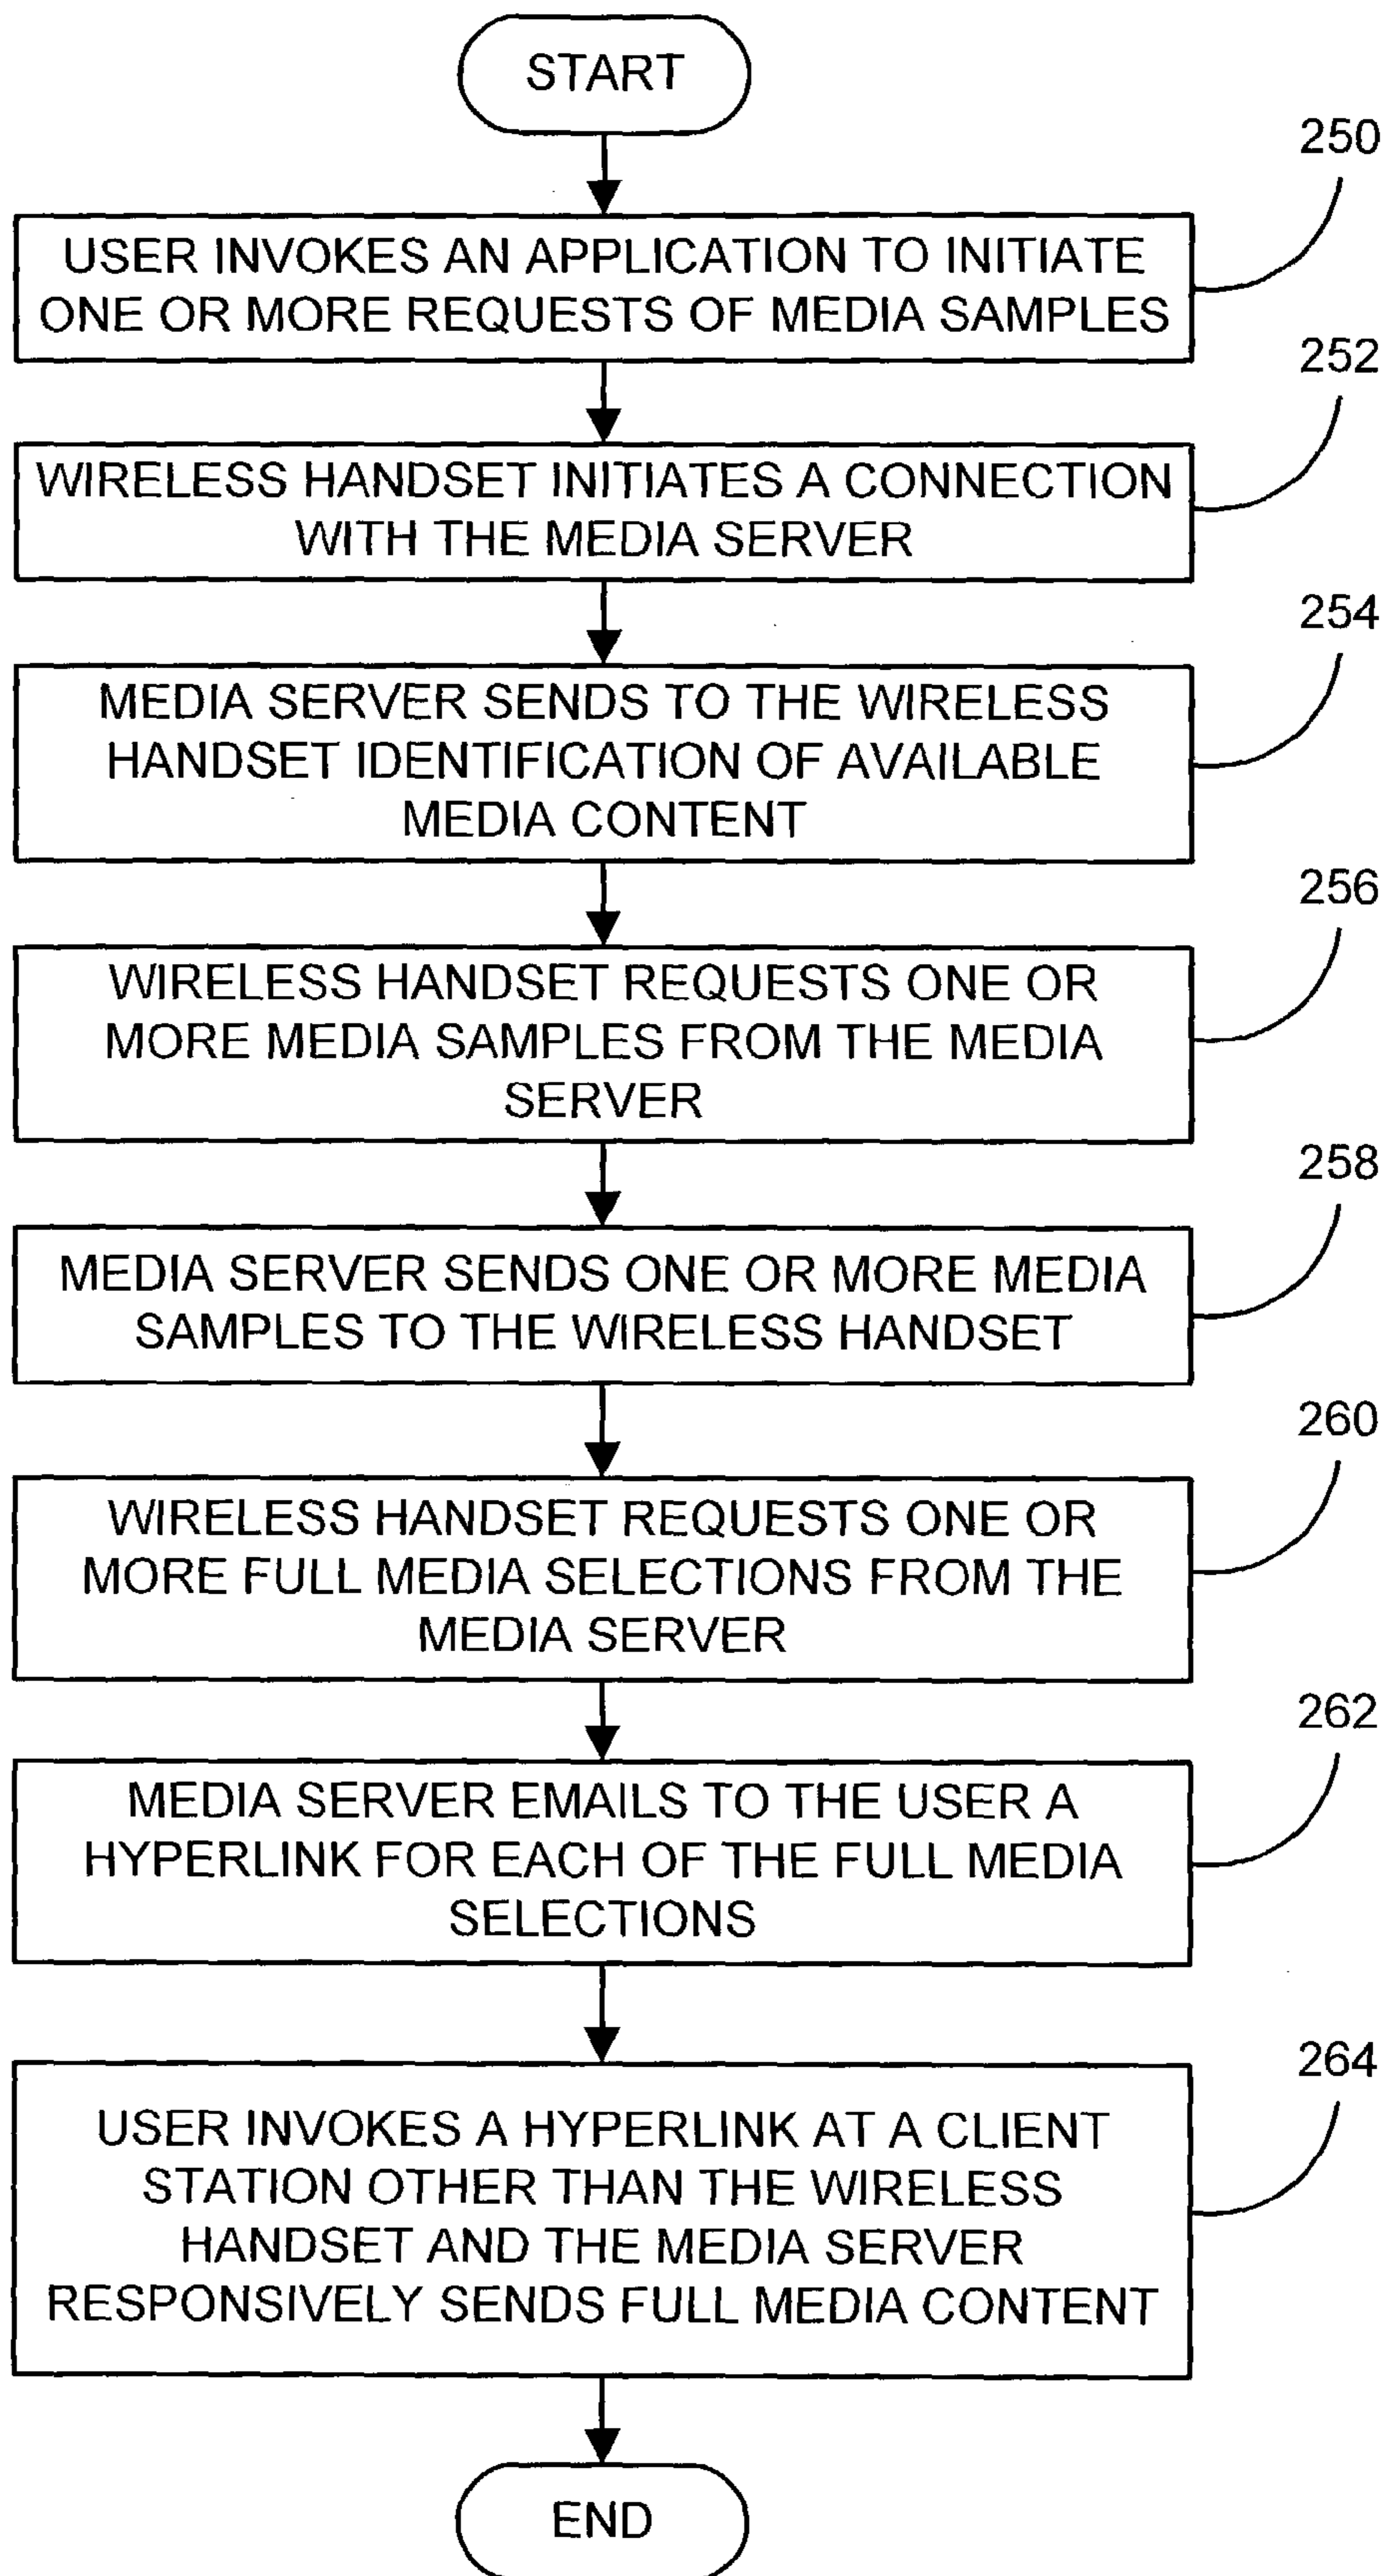 START
250
USER INVOKES AN APPLICATION TO INITIATE
ONE OR MORE REQUESTS OF MEDIA SAMPLES
252
WIRELESS HANDSET INITIATES A CONNECTION
WITH THE MEDIA SERVER
254
MEDIA SERVER SENDS TO THE WIRELESS
HANDSET IDENTIFICATION OF AVAILABLE
MEDIA CONTENT
256
WIRELESS HANDSET REQUESTS ONE OR
MORE MEDIA SAMPLES FROM THE MEDIA
SERVER
258
MEDIA SERVER SENDS ONE OR MORE MEDIA
SAMPLES TO THE WIRELESS HANDSET
260
WIRELESS HANDSET REQUESTS ONE OR
MORE FULL MEDIA SELECTIONS FROM THE
MEDIA SERVER
262
MEDIA SERVER EMAILS TO THE USER A
HYPERLINK FOR EACH OF THE FULL MEDIA
SELECTIONS
264
USER INVOKES A HYPERLINK AT A CLIENT
STATION OTHER THAN THE WIRELESS
HANDSET AND THE MEDIA SERVER
RESPONSIVELY SENDS FULL MEDIA CONTENT
END